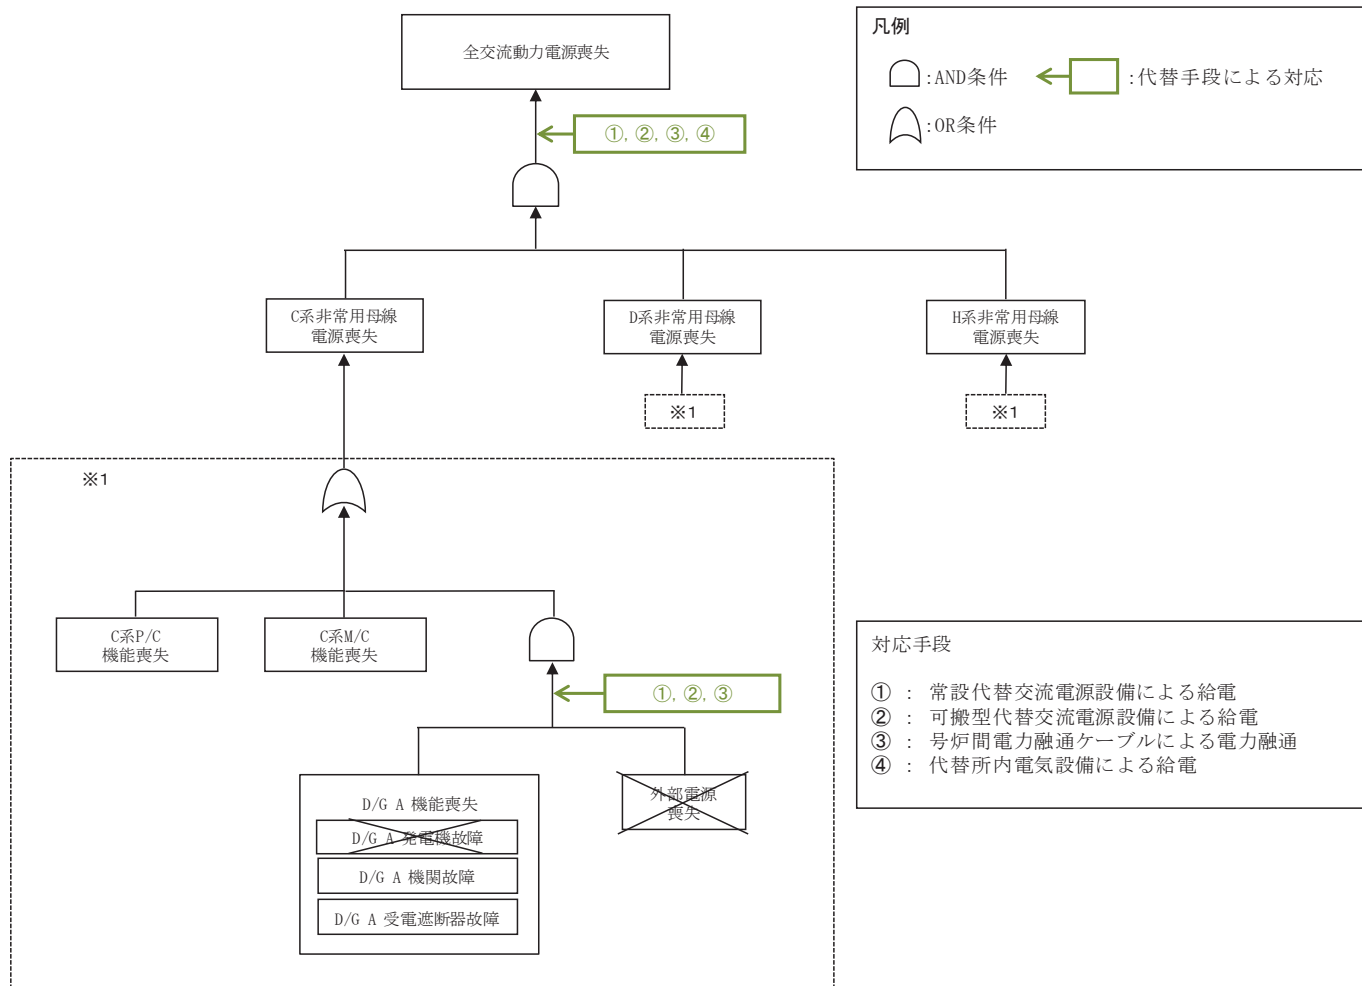 全交流動力電源喪失
①, ②, ③, ④
凡例
:AND条件
:代替手段による対応
:OR条件
C系非常用母線
電源喪失
D系非常用母線
電源喪失
H系非常用母線
電源喪失
※1
※1
※1
C系P/C
機能喪失
C系M/C
機能喪失
①, ②, ③
D/G A 機能喪失
D/G A 発電機故障
D/G A 機関故障
D/G A 受電遮断器故障
外部電源
喪失
対応手段
① : 常設代替交流電源設備による給電
② : 可搬型代替交流電源設備による給電
③ : 号炉間電力融通ケーブルによる電力融通
④ : 代替所内電気設備による給電